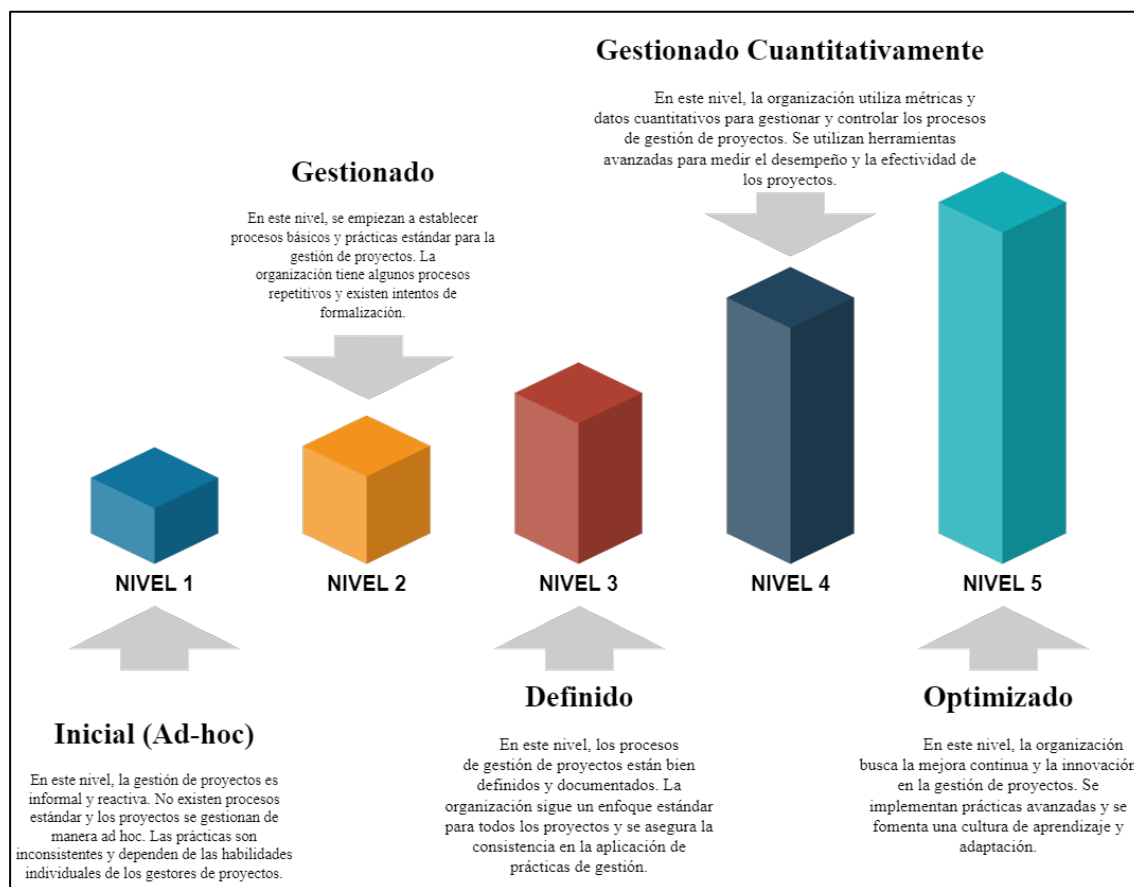 Gestionado Cuantitativamente
En este nivel, la organización utiliza métricas y
datos cuantitativos para gestionar y controlar los procesos
de gestión de proyectos. Se utilizan herramientas
avanzadas para medir el desempeño y la efectividad de
los proyectos.
Gestionado
En este nivel, se empiezan a establecer
procesos básicos y prácticas estándar para la
gestión de proyectos. La
organización tiene algunos procesos
repetitivos y existen intentos de
formalización.
NIVEL 1
NIVEL 2
NIVEL 3
NIVEL 4
NIVEL 5
Inicial (Ad-hoc)
En este nivel, la gestión de proyectos es
informal y reactiva. No existen procesos
estándar y los proyectos se gestionan de
manera ad hoc. Las prácticas son
inconsistentes y dependen de las habilidades
individuales de los gestores de proyectos.
Definido
En este nivel, los procesos
de gestión de proyectos están bien
definidos y documentados. La
organización sigue un enfoque estándar
para todos los proyectos y se asegura la
consistencia en la aplicación de
prácticas de gestión.
Optimizado
En este nivel, la organización
busca la mejora continua y la innovación
en la gestión de proyectos. Se
implementan prácticas avanzadas y se
fomenta una cultura de aprendizaje y
adaptación.